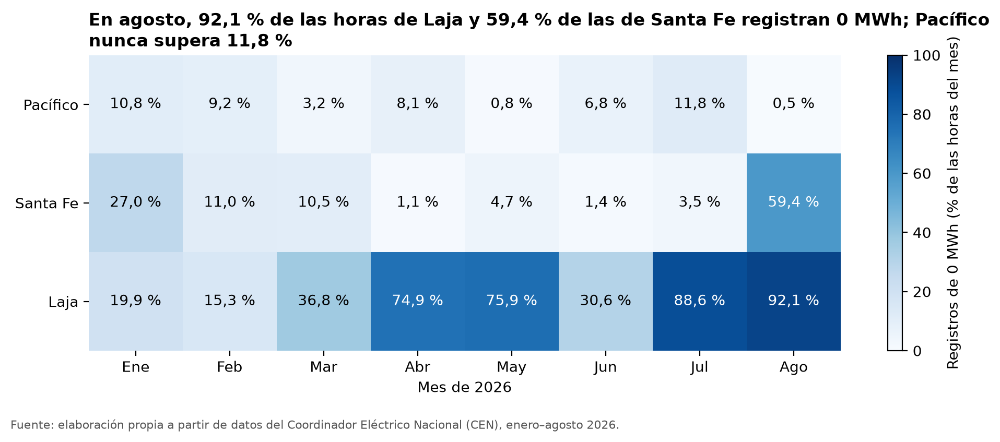 En agosto, 92,1 % de las horas de Laja y 59,4 % de las de Santa Fe registran 0 MWh; Pacífico
nunca supera 11,8 %
Pacífico 10,8 % 9,2 % 3,2 % 8,1 % 0,8 % 6,8 % 11,8 % 0,5 %
Santa Fe 27,0 % 11,0 % 10,5 % 1,1 % 4,7 % 1,4 % 3,5 % 59,4 %
Laja 19,9 % 15,3 % 36,8 % 74,9 % 75,9 % 30,6 % 88,6 % 92,1 %
Ene Feb Mar Abr May Jun Jul Ago
Mes de 2026
100
80
60
40
20
0
Registros de 0 MWh (% de las horas del mes)
Fuente: elaboración propia a partir de datos del Coordinador Eléctrico Nacional (CEN), enero–agosto 2026.